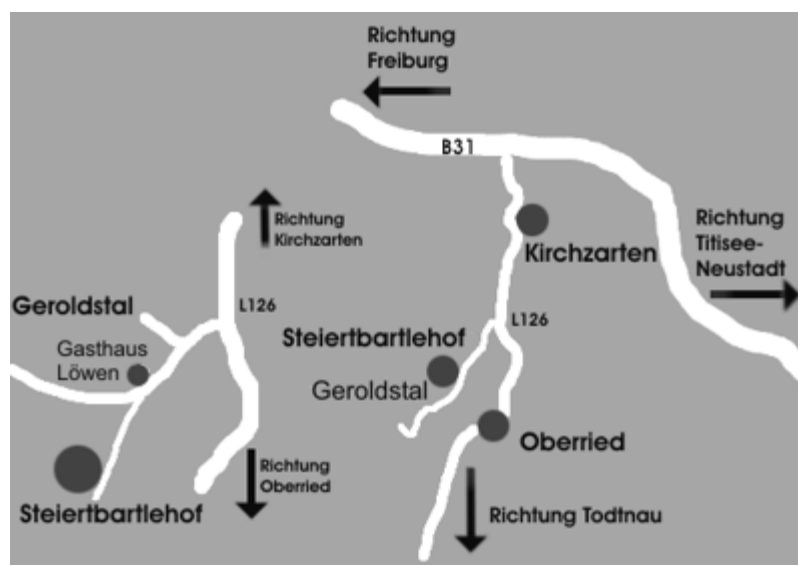 Richtung
Freiburg
B31
Richtung
Kirchzarten
Kirchzarten
Richtung
Titisee-
Neustadt
Geroldstal
L126
L126
Gasthaus
Löwen
Steiertbartlehof
Geroldstal
Oberried
Richtung
Oberried
Steiertbartlehof
Richtung Todtnau